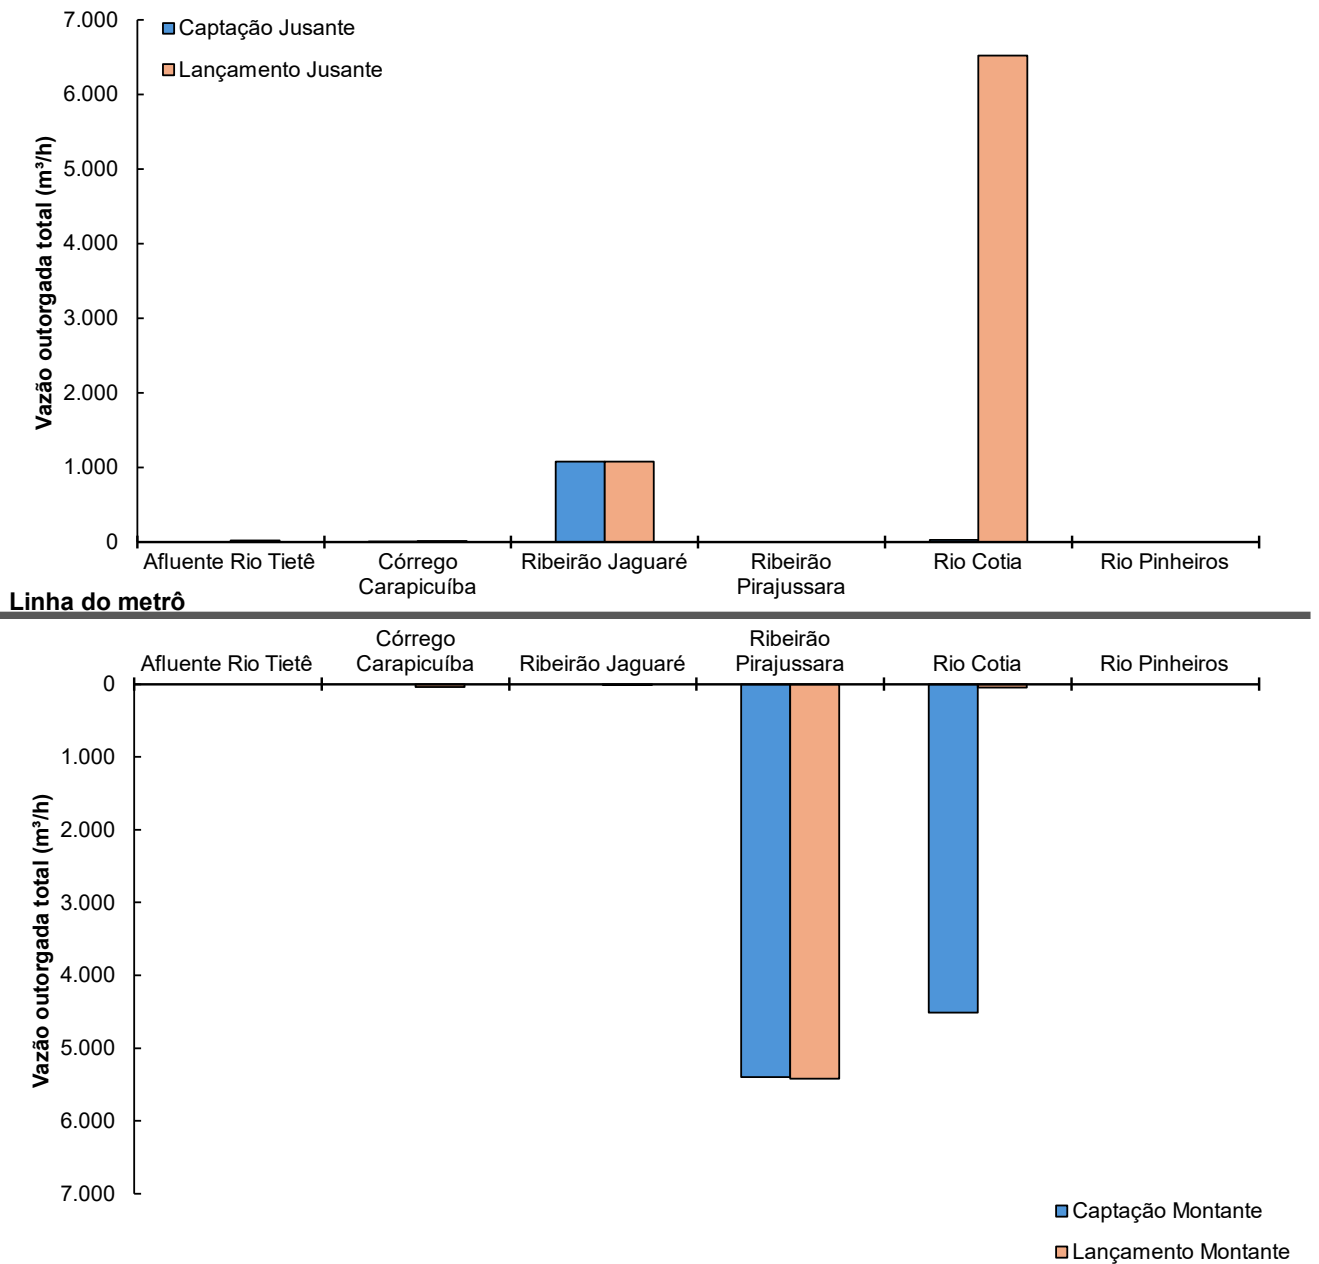 7.000
Captação Jusante
Lançamento Jusante
6.000
5.000
4.000
3.000
2.000
1.000
0
Vazão outorgada total (m³/h)
Afluente Rio Tietê
Córrego
Carapicuíba
Ribeirão Jaguaré
Ribeirão
Pirajussara
Rio Cotia
Rio Pinheiros
Linha do metrô
Afluente Rio Tietê
Córrego
Carapicuíba
Ribeirão Jaguaré
Ribeirão
Pirajussara
Rio Cotia
Rio Pinheiros
0
1.000
2.000
3.000
4.000
5.000
6.000
7.000
Vazão outorgada total (m³/h)
Captação Montante
Lançamento Montante